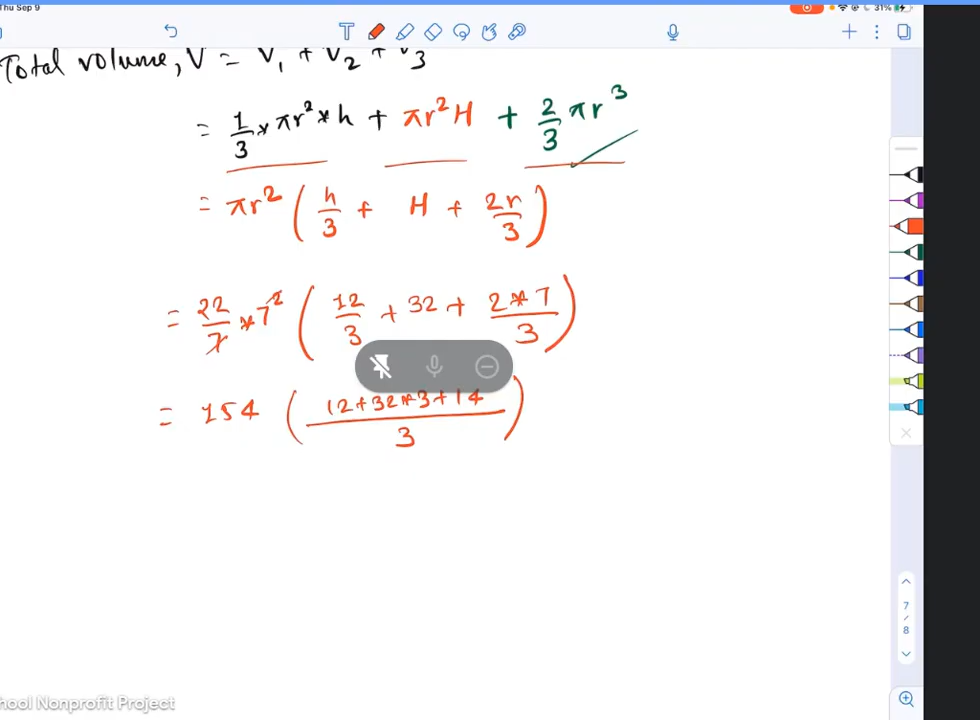 Thu Sep 9
31%
Total volume, V = V₁ + V₂ + V₃
= 1/3 * πr² * h + πr²H + 2/3 πr³
= πr² ( h/3 + H + 2r/3 )
= 22/7 * 7² ( 12/3 + 32 + 2*7/3 )
= 154 ( 12+32*3+14 / 3 )
7
/
8
hool Nonprofit Project